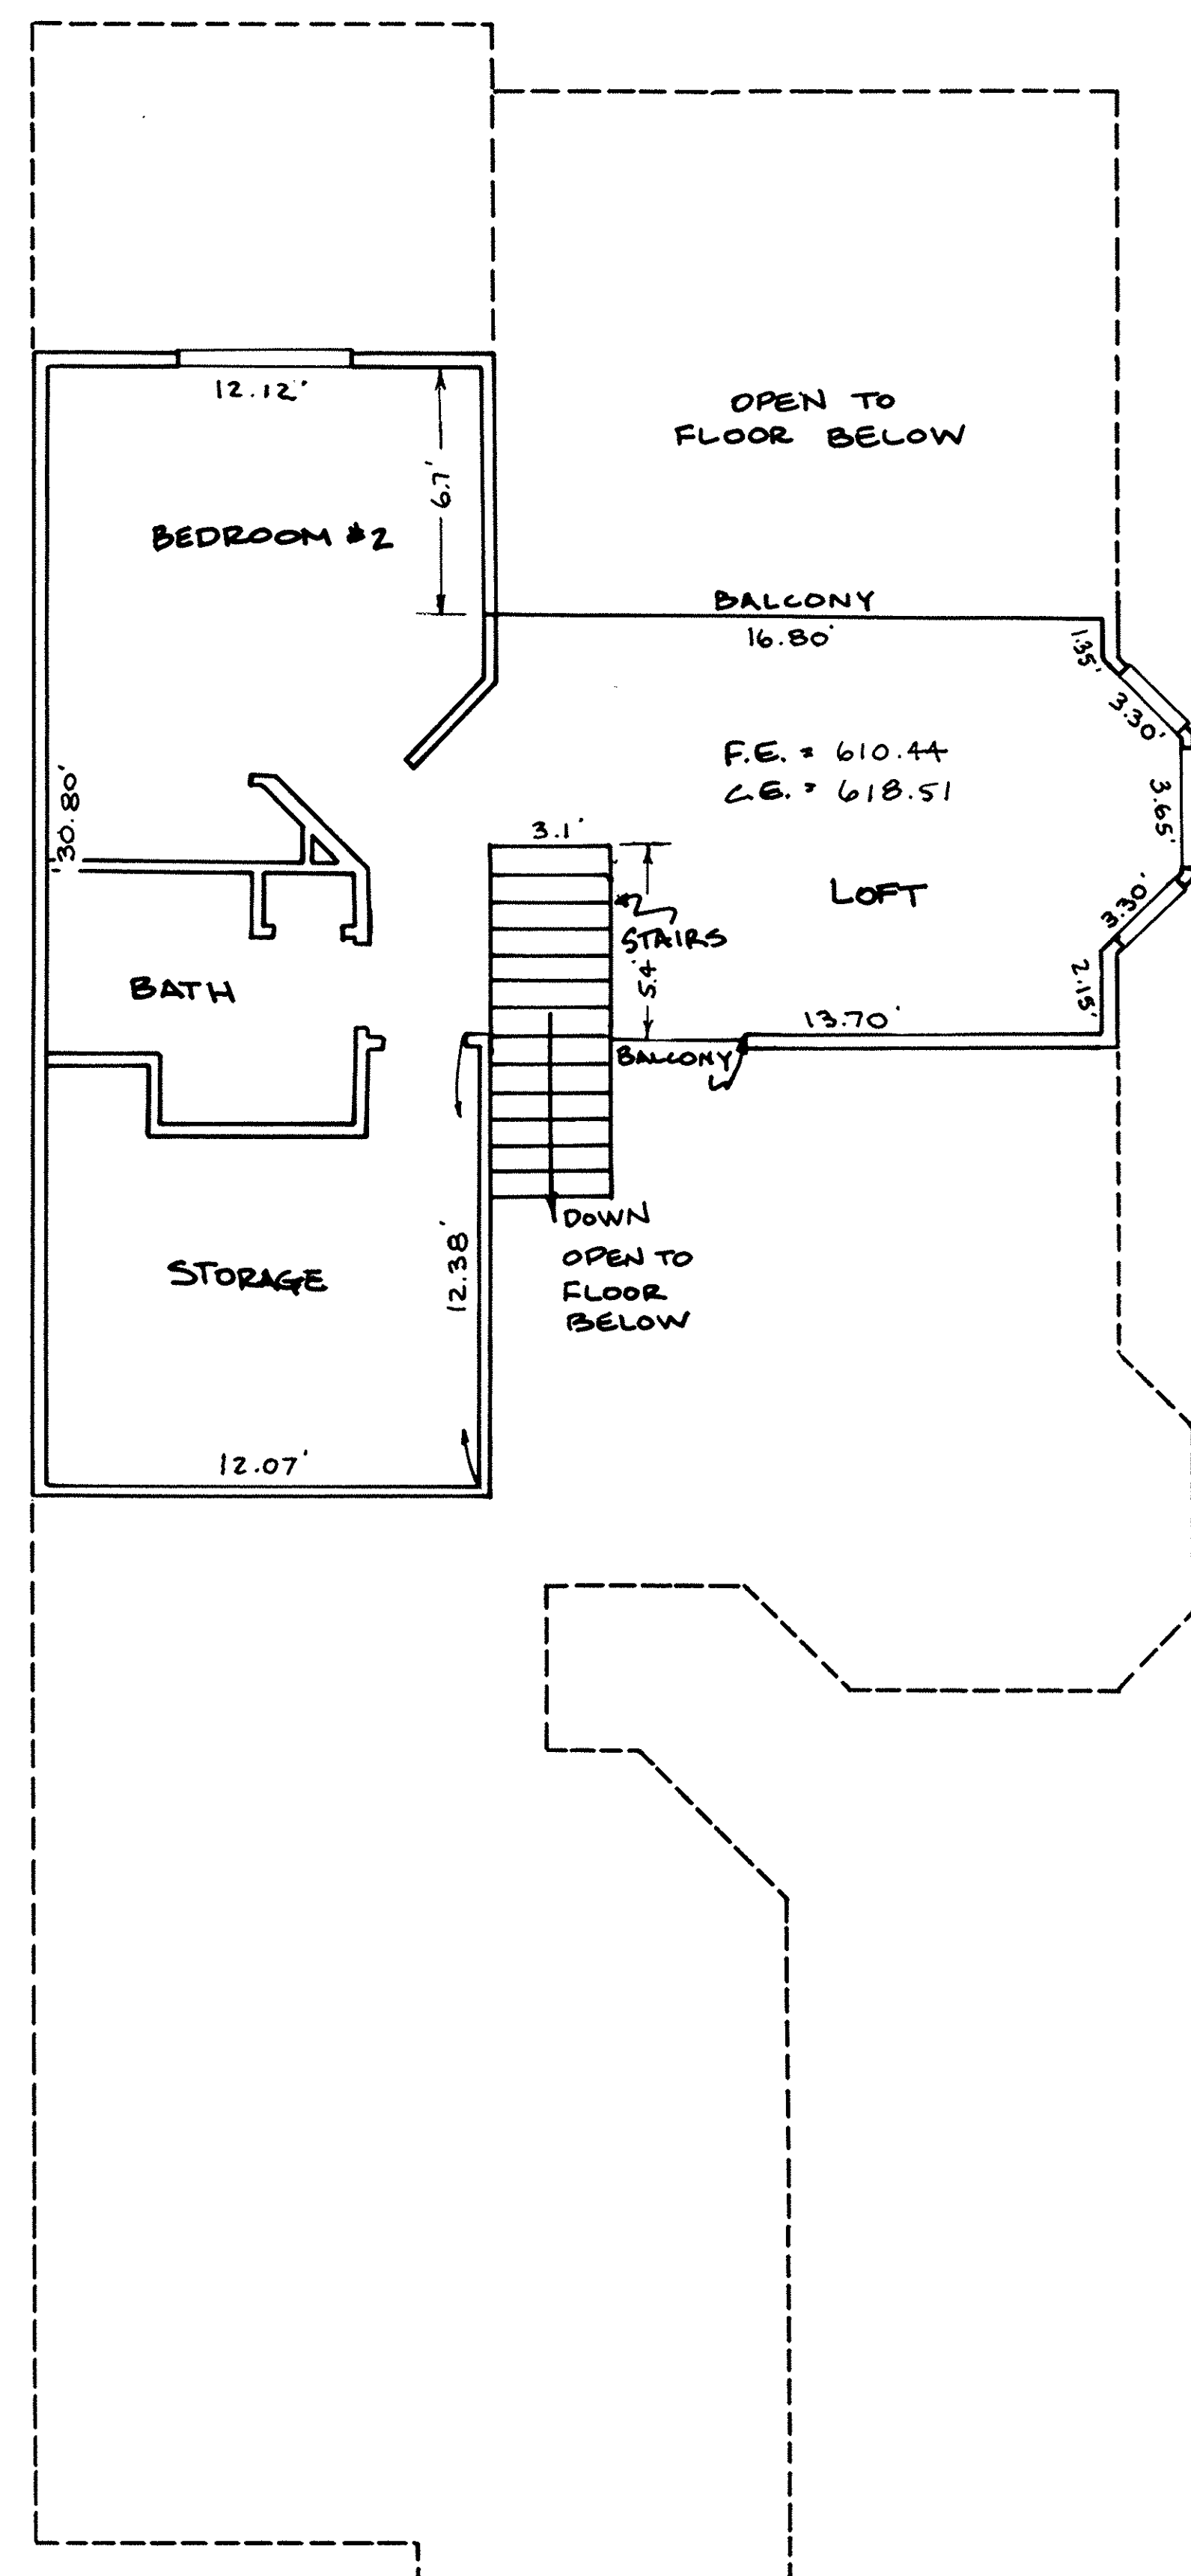 12.12'
OPEN TO
FLOOR BELOW
6.7'
BEDROOM #2
BALCONY
16.80'
1.35'
3.30'
F.E. = 610.44
C.E. = 618.51
3.65'
30.80'
3.1'
LOFT
3.30'
STAIRS
BATH
5.4'
2.15'
13.70'
BALCONY
DOWN
OPEN TO
FLOOR
BELOW
12.38'
STORAGE
12.07'